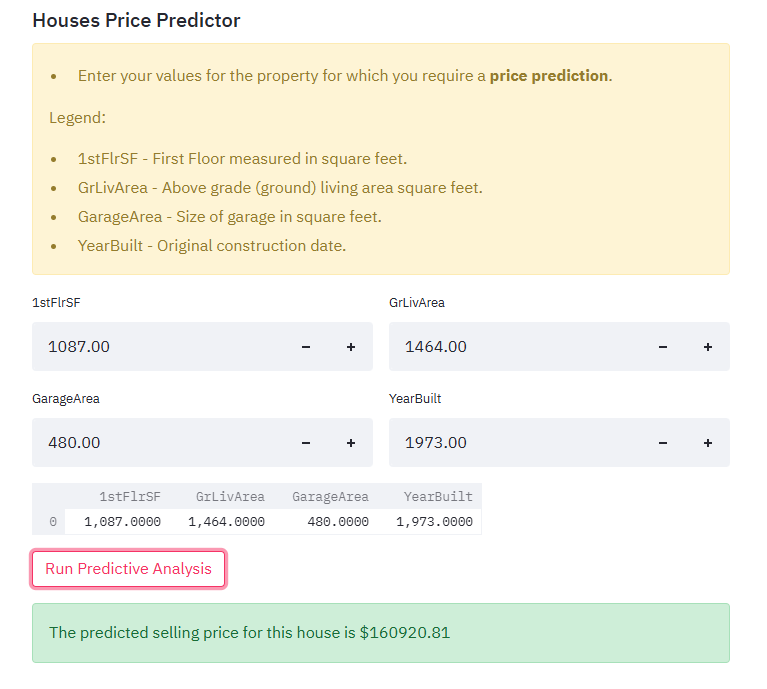 Houses Price Predictor
• Enter your values for the property for which you require a price prediction.
Legend:
• 1stFlrSF - First Floor measured in square feet.
• GrLivArea - Above grade (ground) living area square feet.
• GarageArea - Size of garage in square feet.
• YearBuilt - Original construction date.
1stFlrSF GrLivArea
1087.00 − + 1464.00 − +
GarageArea YearBuilt
480.00 − + 1973.00 − +
1stFlrSF GrLivArea GarageArea YearBuilt
0 1,087.0000 1,464.0000 480.0000 1,973.0000
Run Predictive Analysis
The predicted selling price for this house is $160920.81